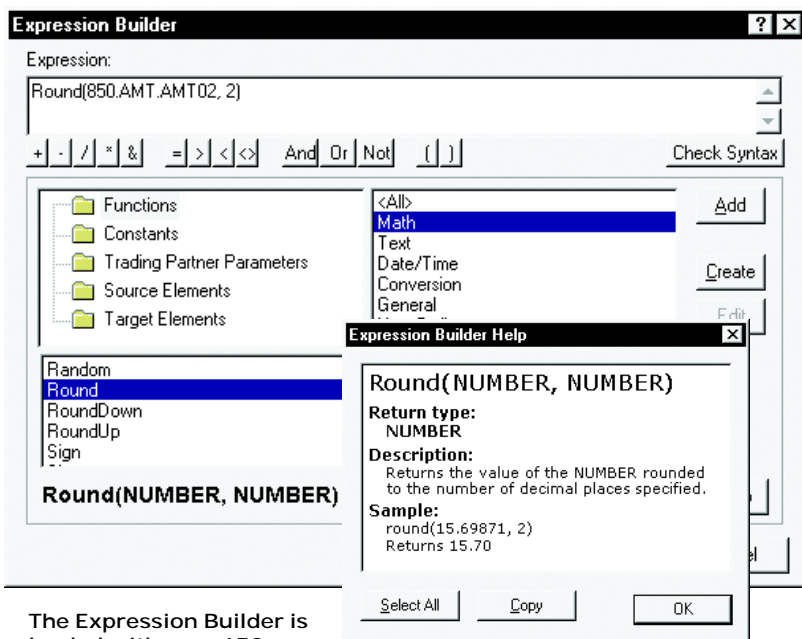 Expression Builder
Expression:
Round(850.AMT.AMT02, 2)
+ - / * & = > < <> And Or Not ( ) Check Syntax
Functions
Constants
Trading Partner Parameters
Source Elements
Target Elements
<All>
Math
Text
Date/Time
Conversion
General
Add
Create
Edit
Random
Round
RoundDown
RoundUp
Sign
Round(NUMBER, NUMBER)
Expression Builder Help
Round(NUMBER, NUMBER)
Return type:
NUMBER
Description:
Returns the value of the NUMBER rounded
to the number of decimal places specified.
Sample:
round(15.69871, 2)
Returns 15.70
Select All Copy OK
The Expression Builder is